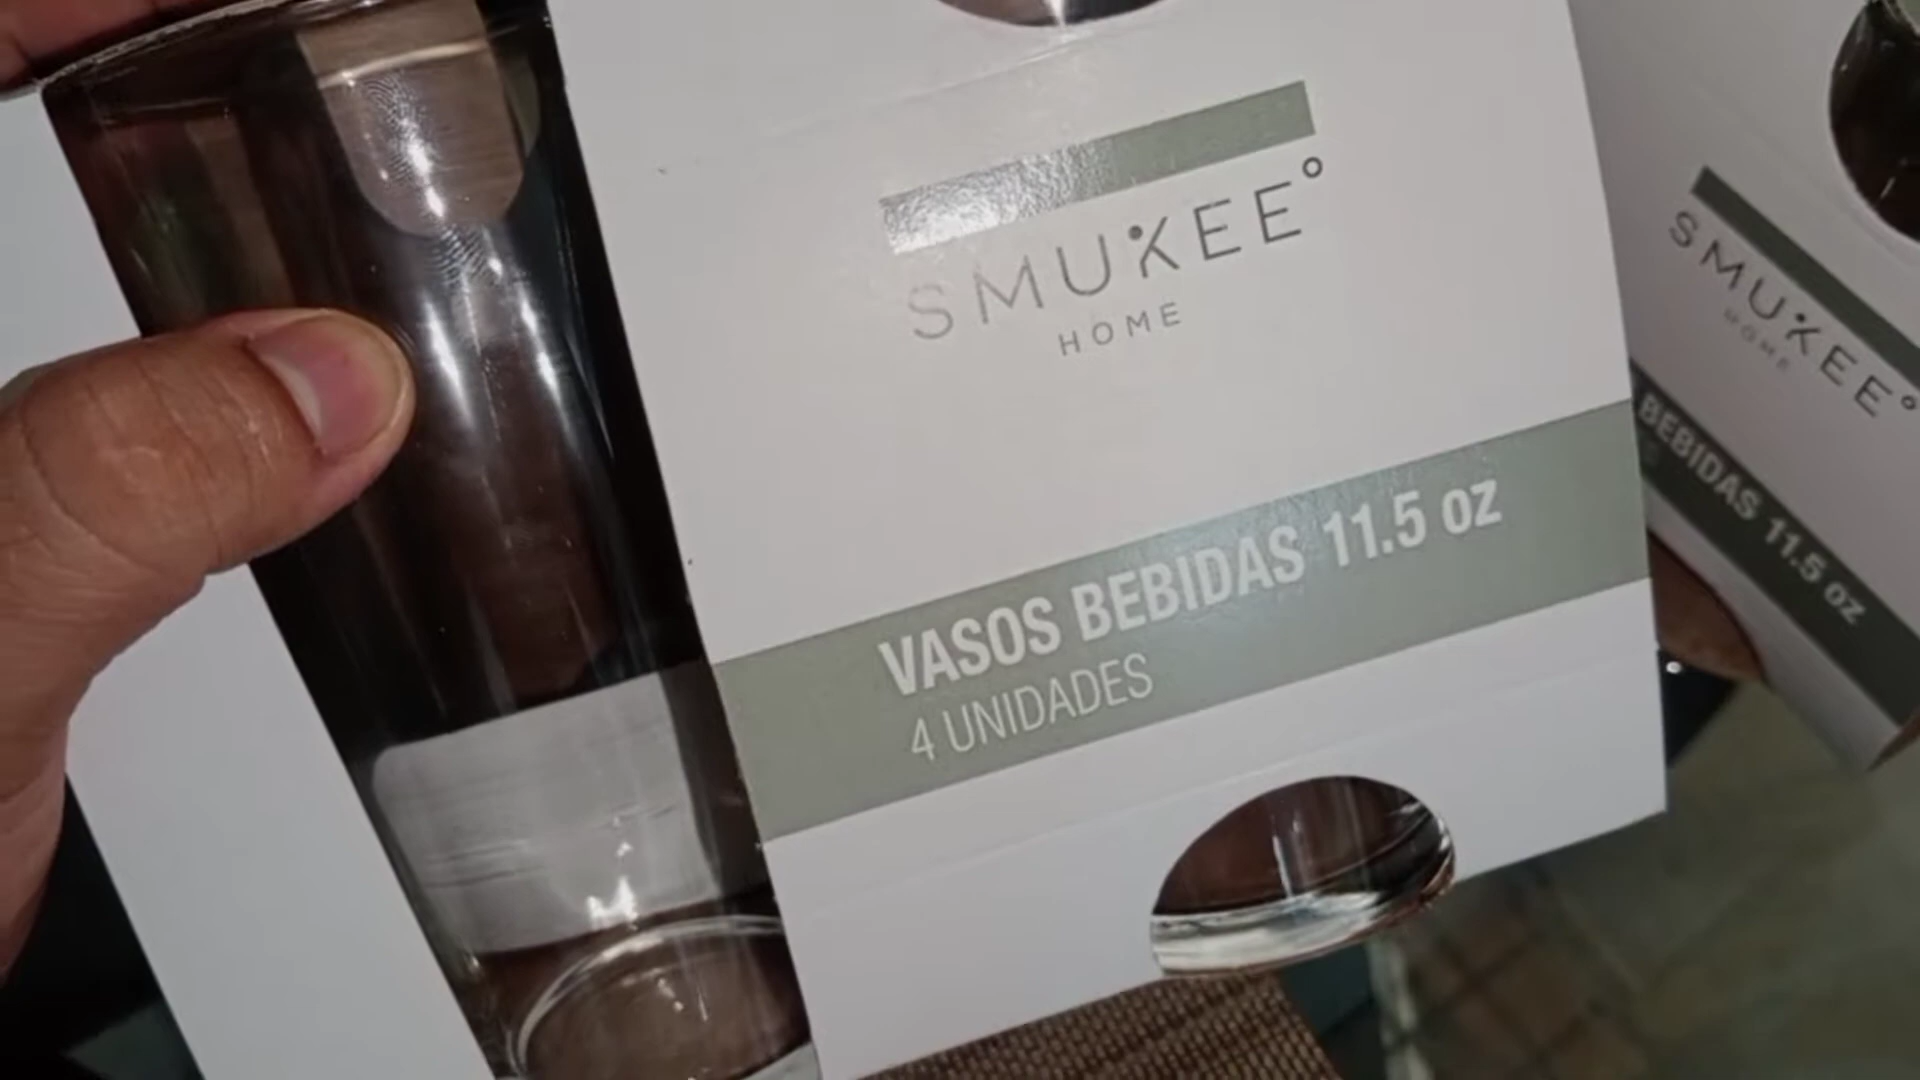 SMUKEE°
HOME
VASOS BEBIDAS 11.5 oz
4 UNIDADES
SMUKEE°
HOME
BEBIDAS 11.5 oz